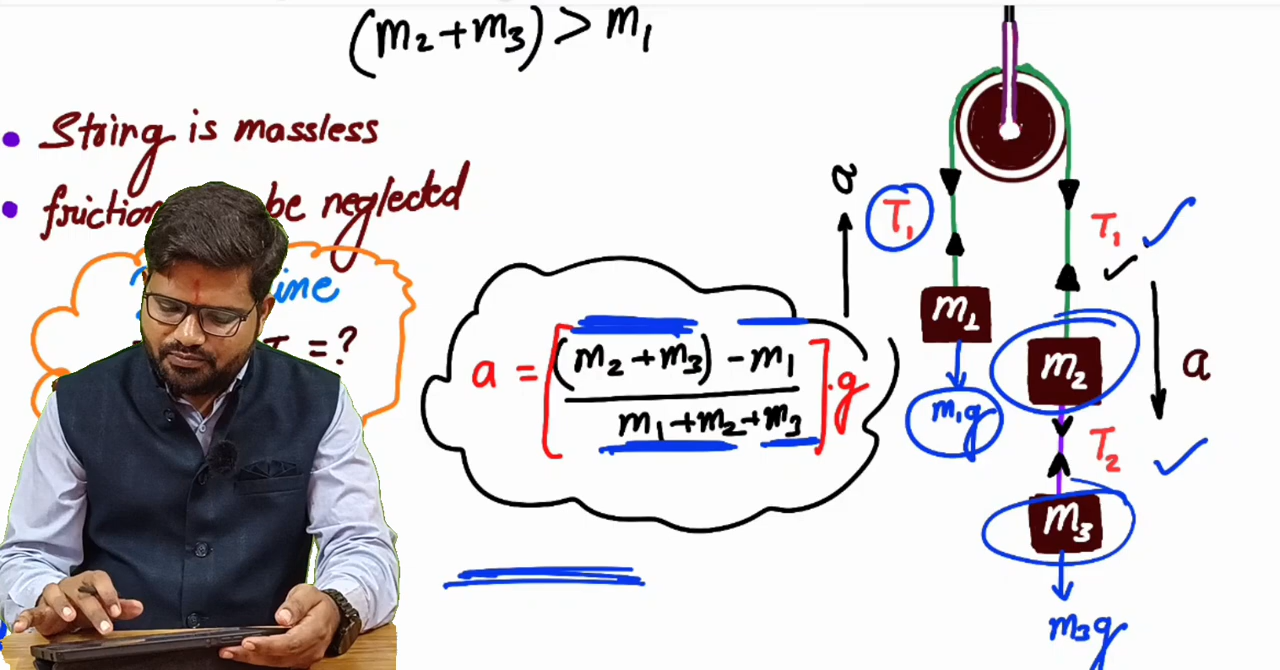 (m₂+m₃) > m₁
• String is massless
• friction be neglected
ine
= ?
a = [ (m₂+m₃) - m₁ / m₁+m₂+m₃ ] . g
a
T₁
T₁
m₁
m₂
a
m₁g
T₂
m₃
m₃g